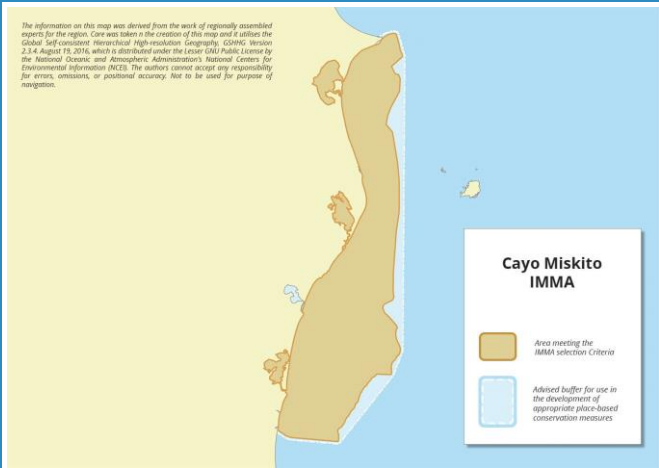 The information on this map was derived from the work of regionally assembled
experts for the region. Care was taken n the creation of this map and it utilises the
Global Self-consistent Hierarchical High-resolution Geography, GSHHG Version
2.3.4. August 19, 2016, which is distributed under the Lesser GNU Public License by
the National Oceanic and Atmospheric Administration's National Centers for
Environmental Information (NCEI). The authors cannot accept any responsibility
for errors, omissions, or positional accuracy. Not to be used for purpose of
navigation.
Cayo Miskito
IMMA
Area meeting the
IMMA selection Criteria
Advised buffer for use in
the development of
appropriate place-based
conservation measures